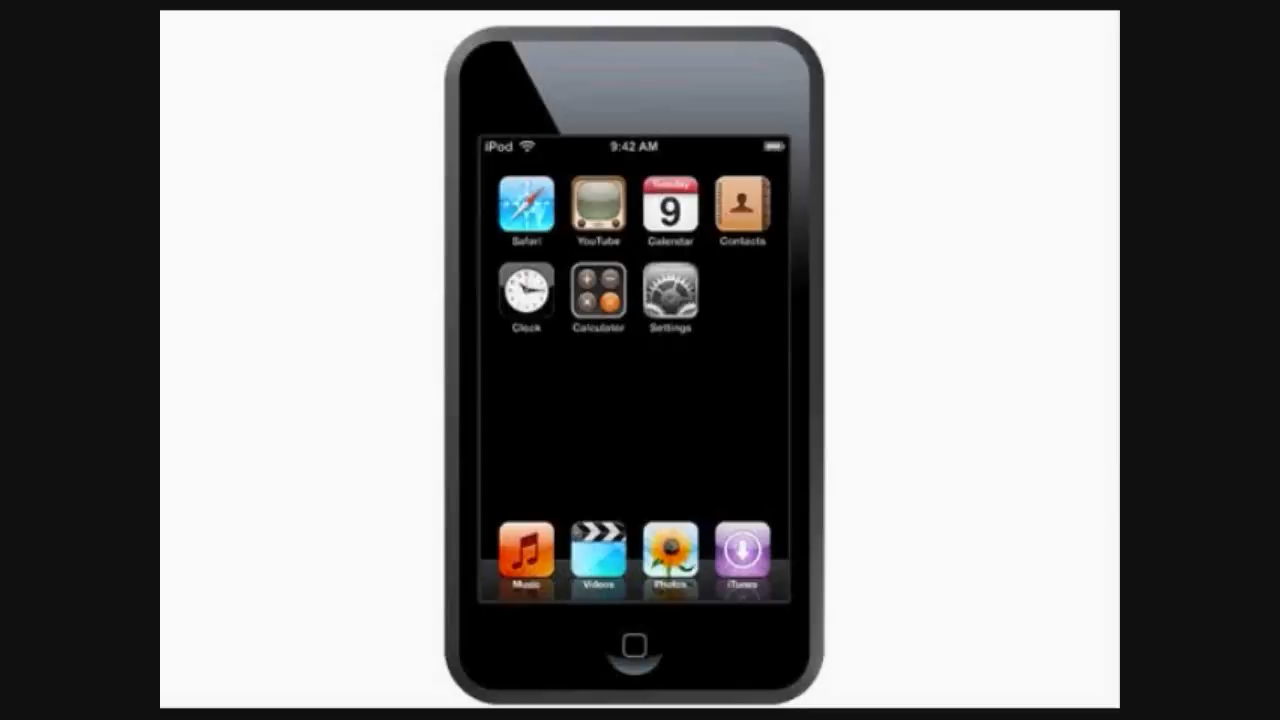 iPod 9:42 AM
Tuesday
9
Safari YouTube Calendar Contacts
Clock Calculator Settings
Music Videos Photos iTunes